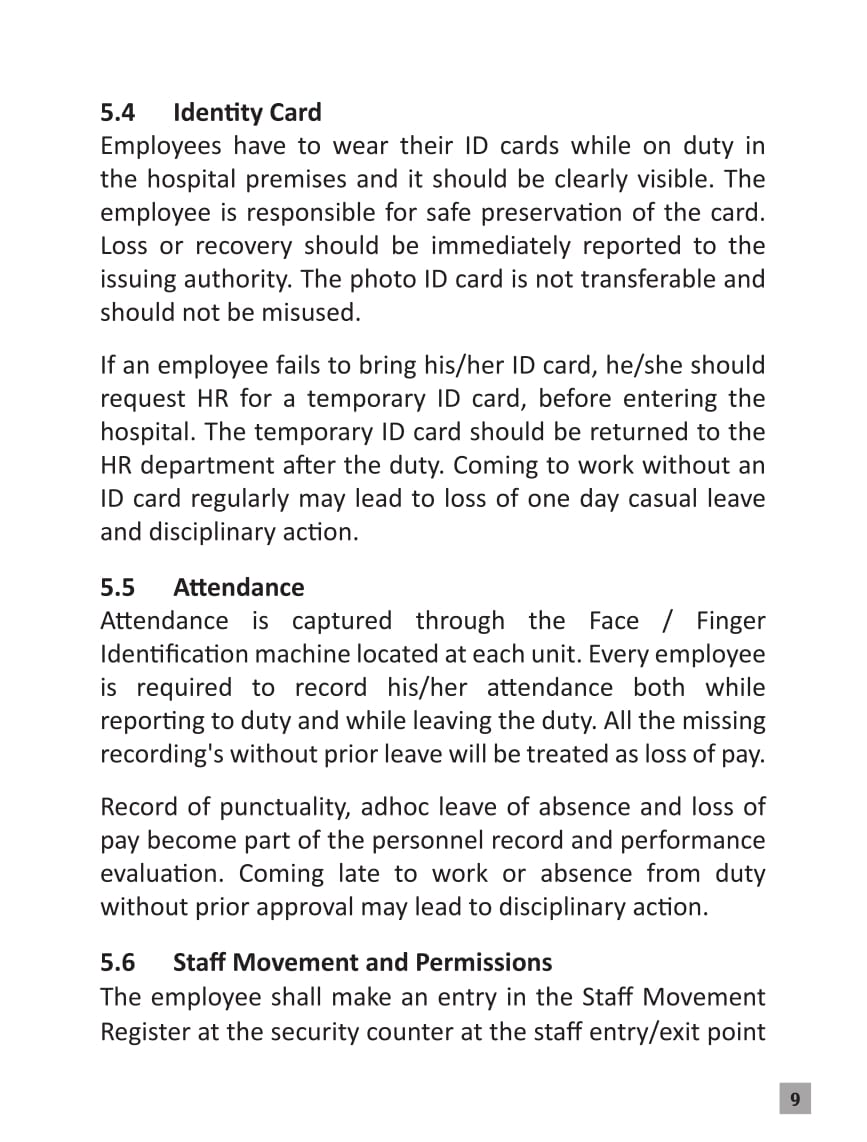 5.4 Identity Card
Employees have to wear their ID cards while on duty in
the hospital premises and it should be clearly visible. The
employee is responsible for safe preservation of the card.
Loss or recovery should be immediately reported to the
issuing authority. The photo ID card is not transferable and
should not be misused.
If an employee fails to bring his/her ID card, he/she should
request HR for a temporary ID card, before entering the
hospital. The temporary ID card should be returned to the
HR department after the duty. Coming to work without an
ID card regularly may lead to loss of one day casual leave
and disciplinary action.
5.5 Attendance
Attendance is captured through the Face / Finger
Identification machine located at each unit. Every employee
is required to record his/her attendance both while
reporting to duty and while leaving the duty. All the missing
recording's without prior leave will be treated as loss of pay.
Record of punctuality, adhoc leave of absence and loss of
pay become part of the personnel record and performance
evaluation. Coming late to work or absence from duty
without prior approval may lead to disciplinary action.
5.6 Staff Movement and Permissions
The employee shall make an entry in the Staff Movement
Register at the security counter at the staff entry/exit point
9